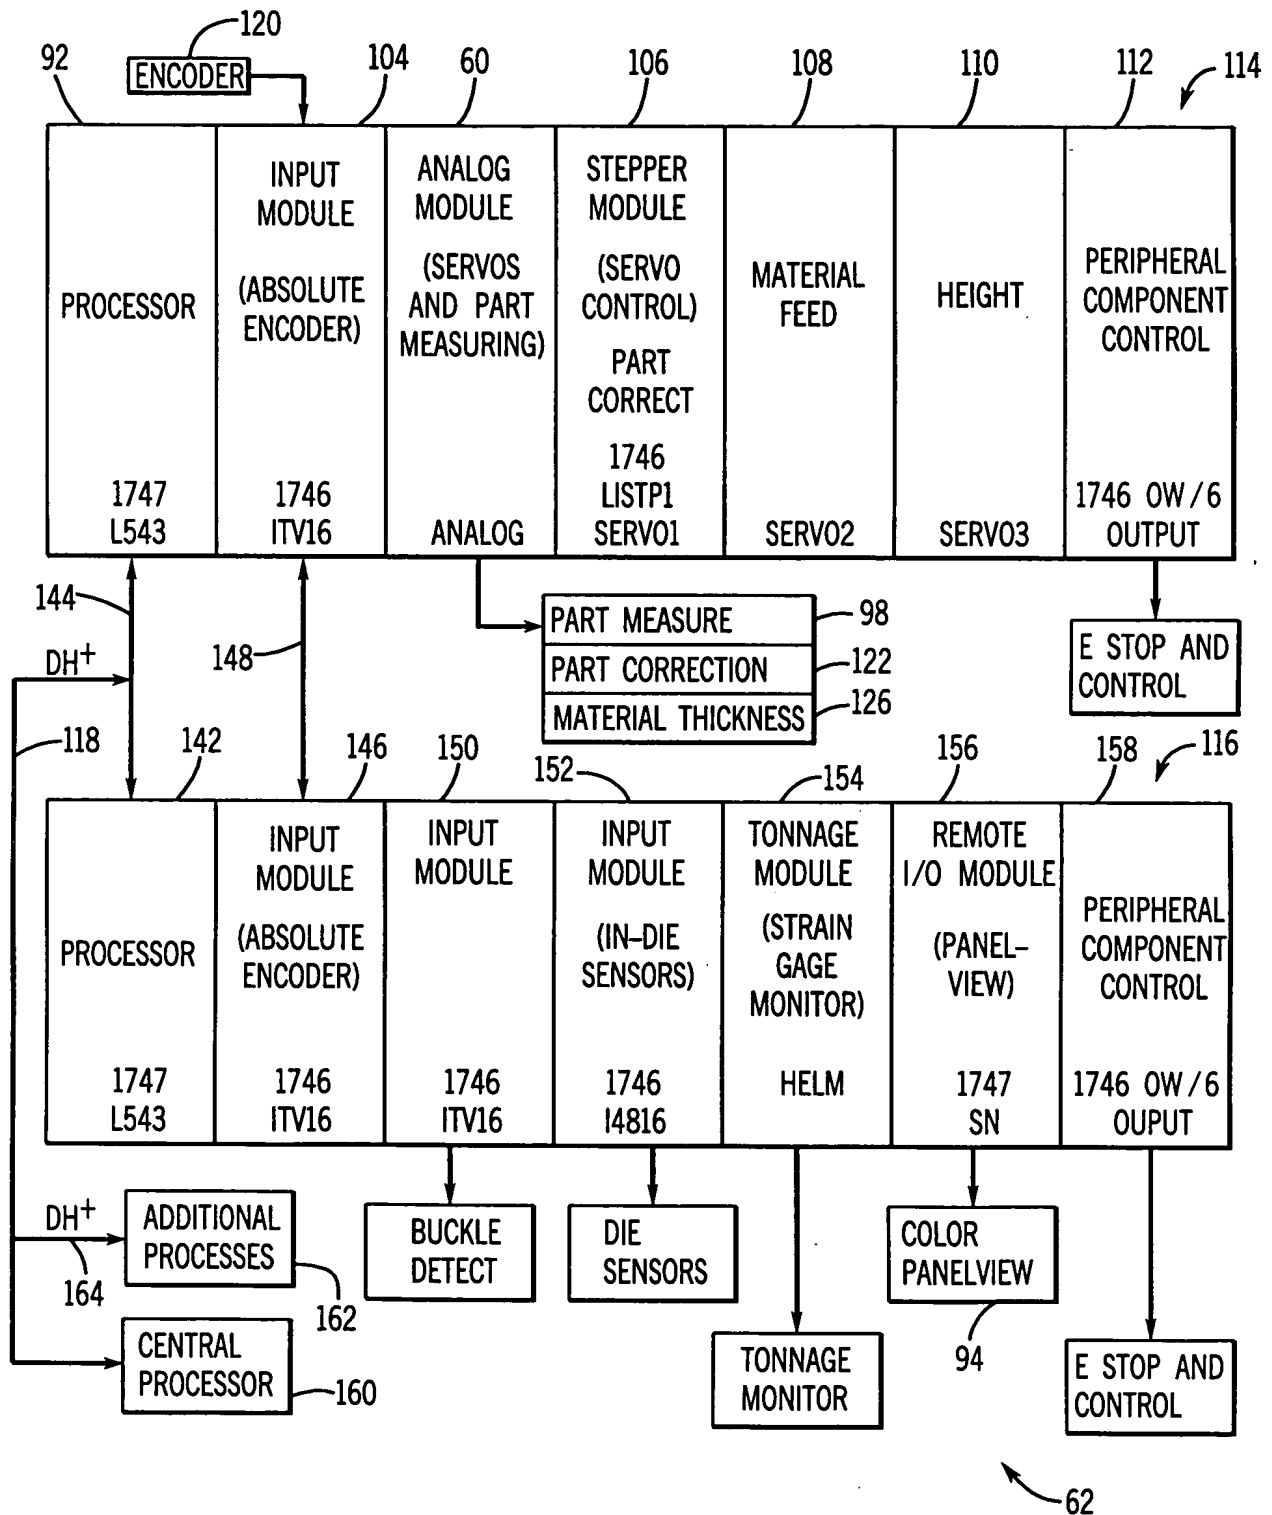 120
92
ENCODER
104
60
106
108
110
112
114
PROCESSOR
1747
L543
INPUT
MODULE
(ABSOLUTE
ENCODER)
1746
ITV16
ANALOG
MODULE
(SERVOS
AND PART
MEASURING)
ANALOG
STEPPER
MODULE
(SERVO
CONTROL)
PART
CORRECT
1746
LISTP1
SERVO1
MATERIAL
FEED
SERVO2
HEIGHT
SERVO3
PERIPHERAL
COMPONENT
CONTROL
1746 OW/6
OUTPUT
144
DH+
148
118
PART MEASURE
98
PART CORRECTION
122
MATERIAL THICKNESS
126
E STOP AND
CONTROL
142
146
150
152
154
156
158
116
PROCESSOR
1747
L543
INPUT
MODULE
(ABSOLUTE
ENCODER)
1746
ITV16
INPUT
MODULE
1746
ITV16
INPUT
MODULE
(IN-DIE
SENSORS)
1746
I4816
TONNAGE
MODULE
(STRAIN
GAGE
MONITOR)
HELM
REMOTE
I/O MODULE
(PANEL-
VIEW)
1747
SN
PERIPHERAL
COMPONENT
CONTROL
1746 OW/6
OUPUT
DH+
164
ADDITIONAL
PROCESSES
162
CENTRAL
PROCESSOR
160
BUCKLE
DETECT
DIE
SENSORS
TONNAGE
MONITOR
COLOR
PANELVIEW
94
E STOP AND
CONTROL
62